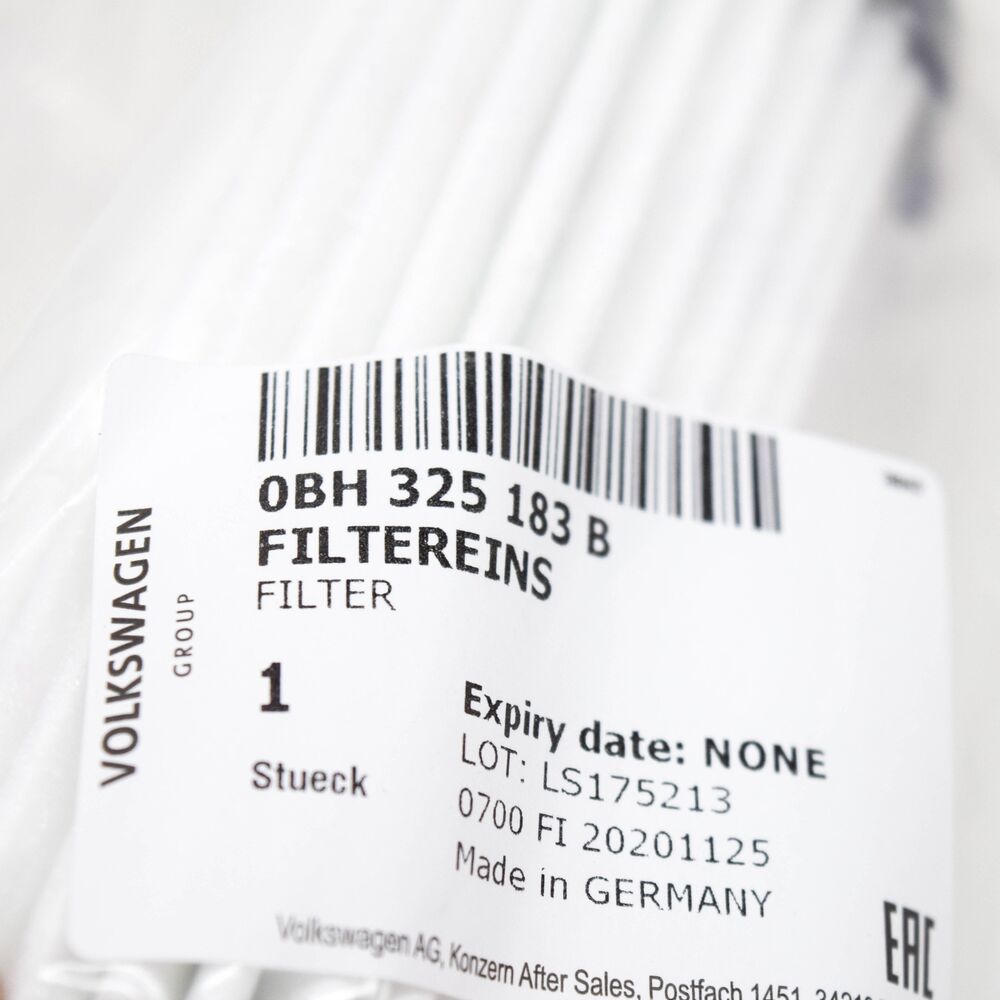 0BH 325 183 B
FILTEREINS
FILTER
VOLKSWAGEN
GROUP
1
Stueck
Expiry date: NONE
LOT: LS175213
0700 FI 20201125
Made in GERMANY
EAC
Volkswagen AG, Konzern After Sales, Postfach 1451,